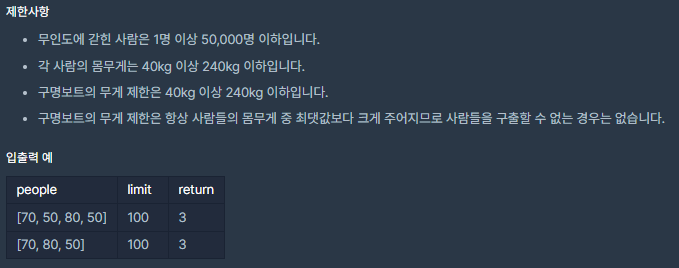 제한사항
무인도에 갇힌 사람은 1명 이상 50,000명 이하입니다.
각 사람의 몸무게는 40kg 이상 240kg 이하입니다.
구명보트의 무게 제한은 40kg 이상 240kg 이하입니다.
구명보트의 무게 제한은 항상 사람들의 몸무게 중 최댓값보다 크게 주어지므로 사람들을 구출할 수 없는 경우는 없습니다.
입출력 예
people limit return
[70, 50, 80, 50] 100 3
[70, 80, 50] 100 3